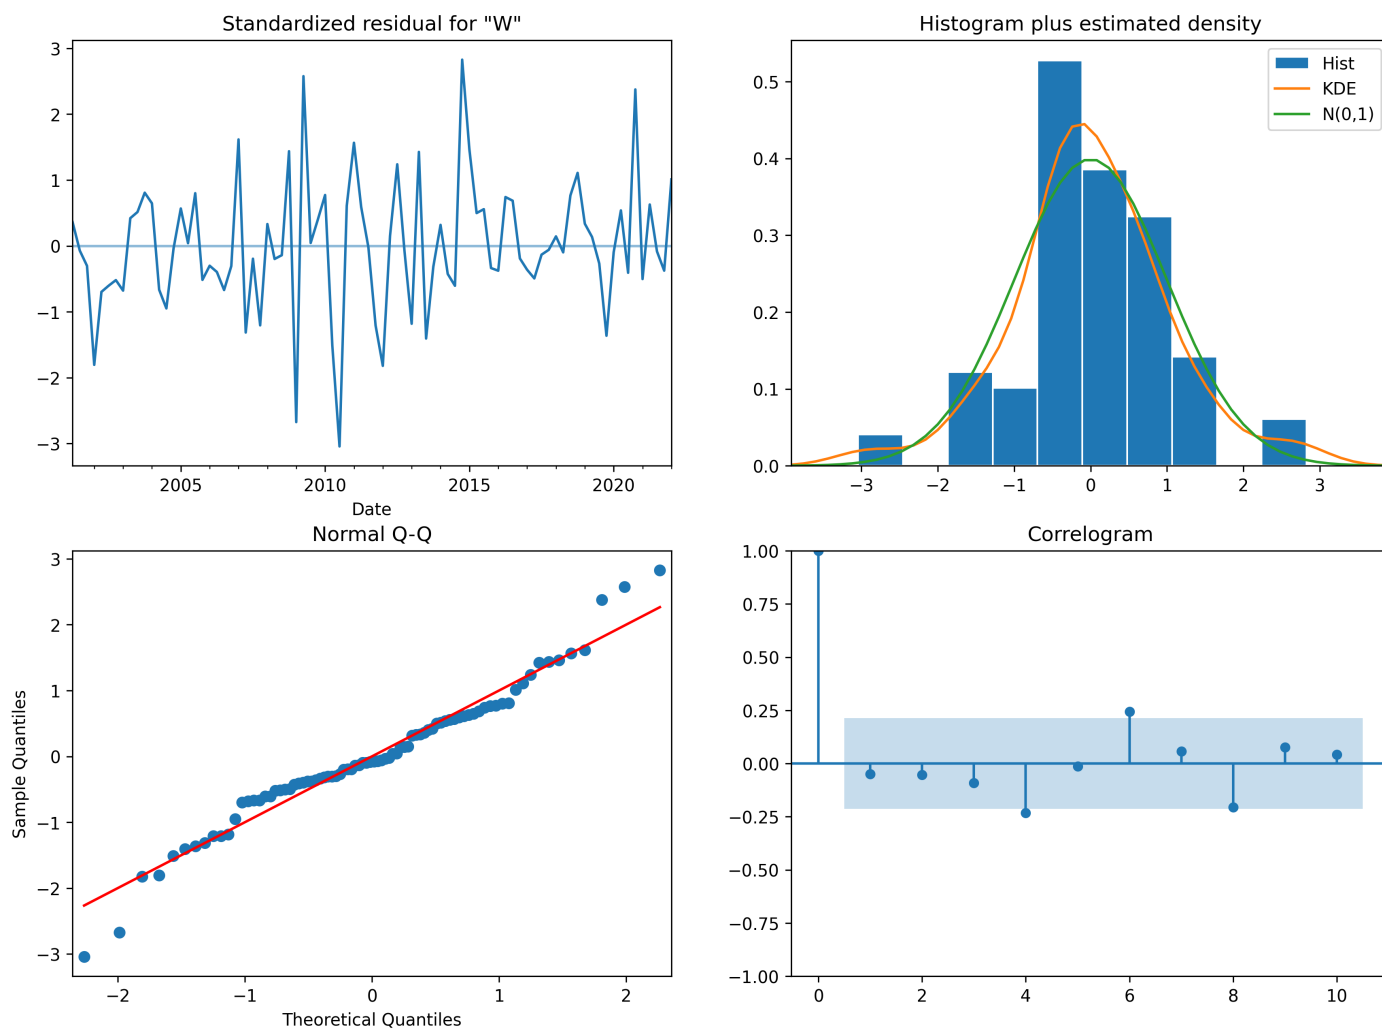 Standardized residual for "W"
3
2
1
0
−1
−2
−3
2005 2010 2015 2020
Date
Histogram plus estimated density
Hist
KDE
N(0,1)
0.5
0.4
0.3
0.2
0.1
0.0
−3 −2 −1 0 1 2 3
Normal Q-Q
Sample Quantiles
3
2
1
0
−1
−2
−3
−2 −1 0 1 2
Theoretical Quantiles
Correlogram
1.00
0.75
0.50
0.25
0.00
−0.25
−0.50
−0.75
−1.00
0 2 4 6 8 10